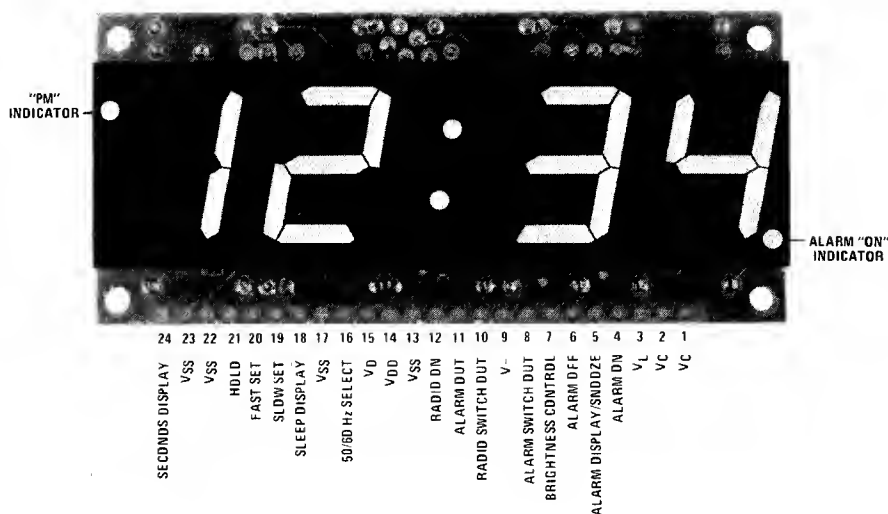 "PM"
INDICATOR
12:34
ALARM "ON"
INDICATOR
24 23 22 21 20 19 18 17 16 15 14 13 12 11 10 9 8 7 6 5 4 3 2 1
SECONDS DISPLAY
VSS
VSS
HOLD
FAST SET
SLOW SET
SLEEP DISPLAY
VSS
50/60 Hz SELECT
VD
VDD
VSS
RADIO ON
ALARM OUT
RADIO SWITCH OUT
V-
ALARM SWITCH OUT
BRIGHTNESS CONTROL
ALARM OFF
ALARM DISPLAY/SNOOZE
ALARM ON
VL
VC
VC